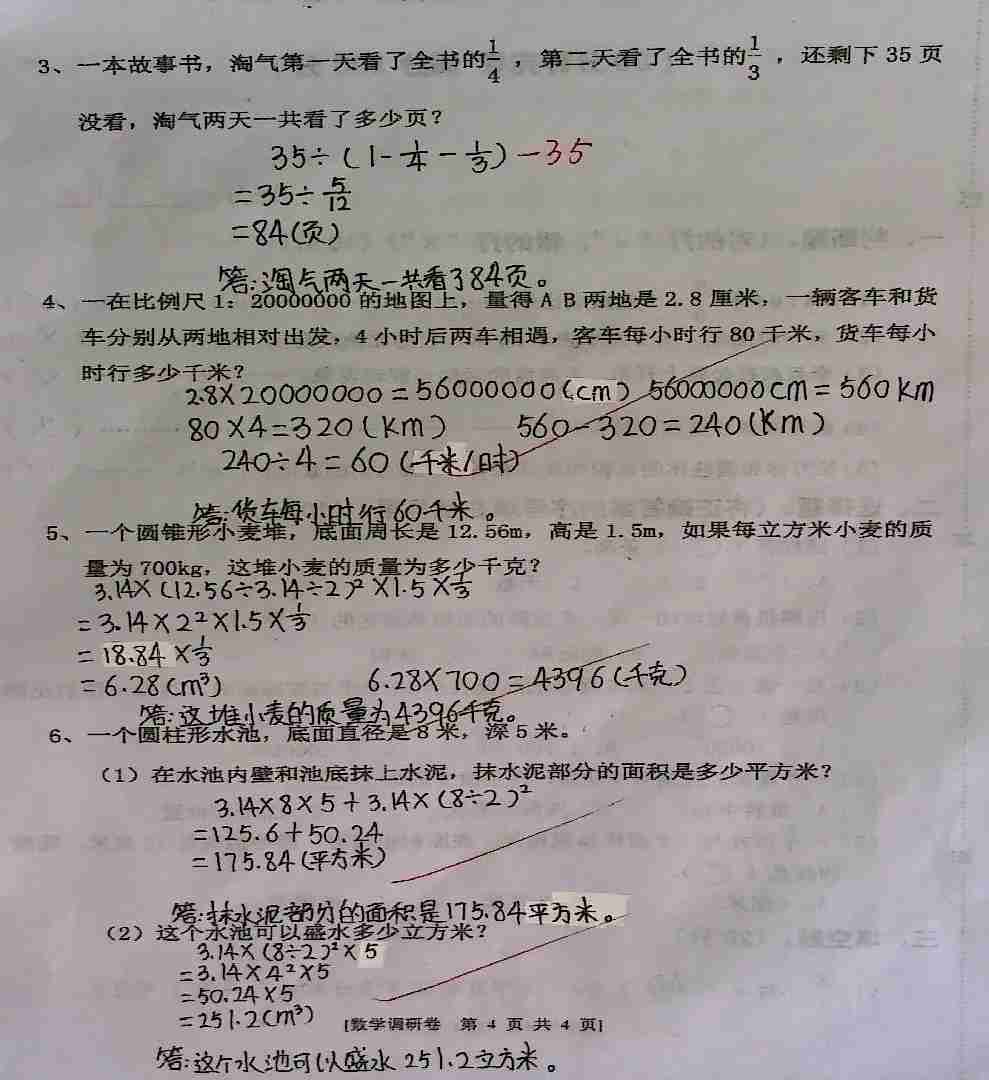 3、一本故事书，淘气第一天看了全书的1/4，第二天看了全书的1/3，还剩下 35 页
没看，淘气两天一共看了多少页？
35÷(1-1/4-1/3)-35
=35÷5/12
=84(页)
答:淘气两天一共看了84页。
4、一在比例尺 1：20000000 的地图上，量得 A B 两地是 2.8 厘米，一辆客车和货
车分别从两地相对出发，4 小时后两车相遇，客车每小时行 80 千米，货车每小
时行多少千米？
2.8×20000000=56000000(cm) 56000000cm=560km
80×4=320(km) 560-320=240(km)
240÷4=60(千米/时)
答:货车每小时行60千米。
5、一个圆锥形小麦堆，底面周长是 12.56m，高是 1.5m，如果每立方米小麦的质
量为 700kg，这堆小麦的质量为多少千克？
3.14×(12.56÷3.14÷2)²×1.5×1/3
=3.14×2²×1.5×1/3
=18.84×1/3
=6.28(m³) 6.28×700=4396(千克)
答:这堆小麦的质量为4396千克。
6、一个圆柱形水池，底面直径是 8 米，深 5 米。
（1）在水池内壁和池底抹上水泥，抹水泥部分的面积是多少平方米？
3.14×8×5+3.14×(8÷2)²
=125.6+50.24
=175.84(平方米)
答:抹水泥部分的面积是175.84平方米。
（2）这个水池可以盛水多少立方米？
3.14×(8÷2)²×5
=3.14×4²×5
=50.24×5
=251.2(m³)
[数学调研卷 第 4 页 共 4 页]
答:这个水池可以盛水251.2立方米。